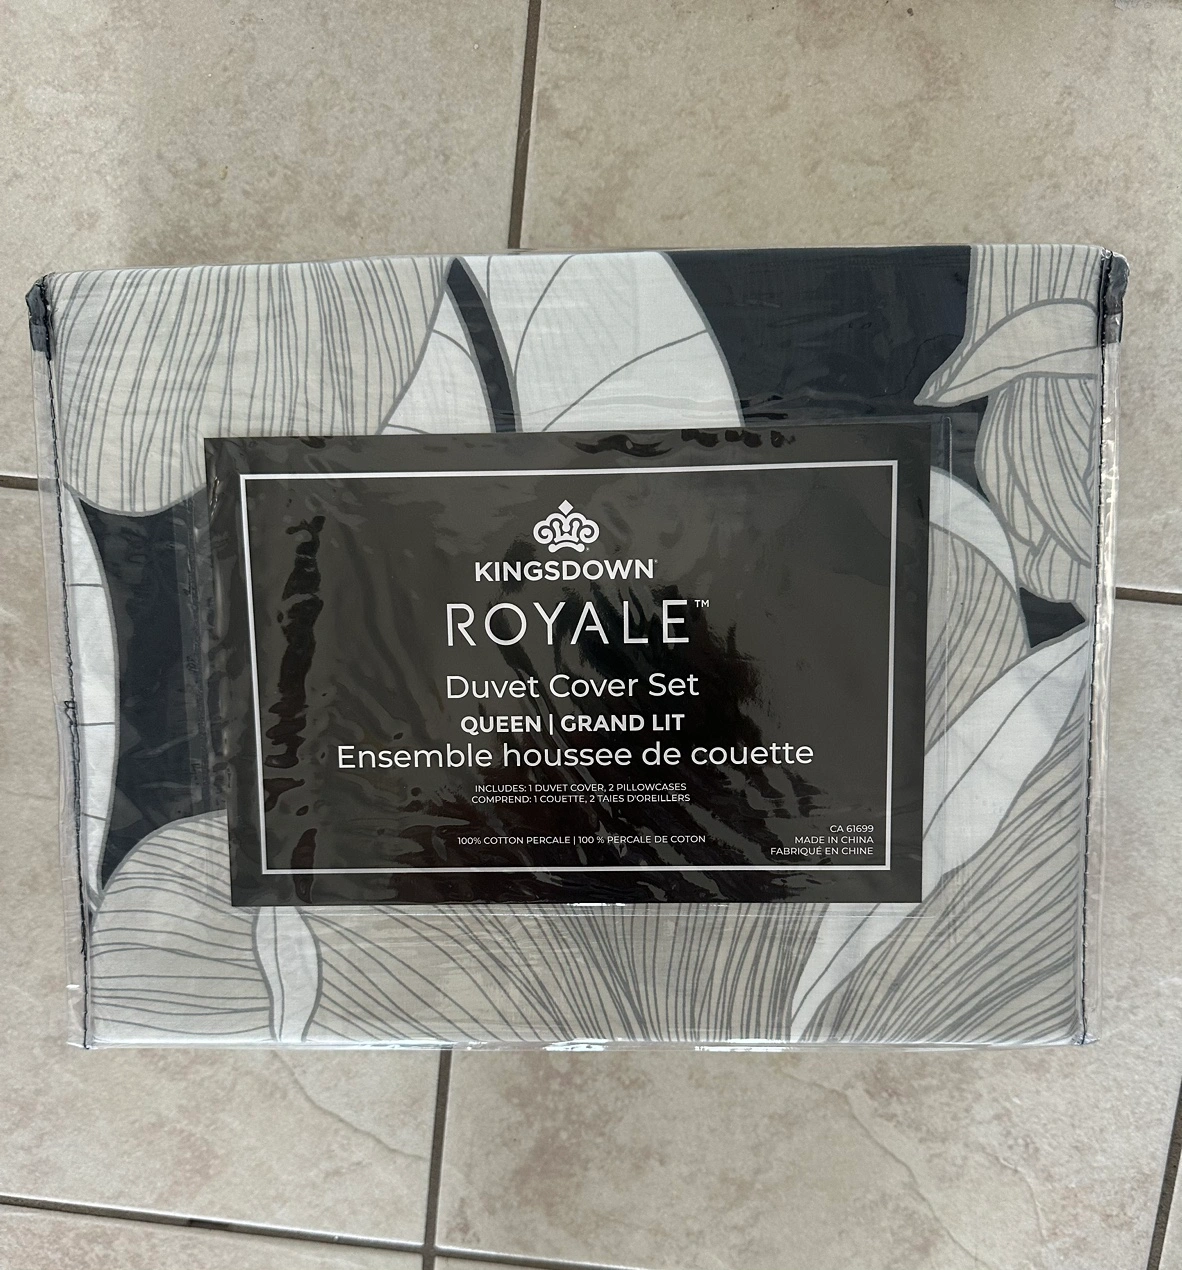 KINGSDOWN®
ROYALE™
Duvet Cover Set
QUEEN | GRAND LIT
Ensemble houssee de couette
INCLUDES: 1 DUVET COVER, 2 PILLOWCASES
COMPREND: 1 COUETTE, 2 TAIES D'OREILLERS
100% COTTON PERCALE | 100 % PERCALE DE COTON
CA 61699
MADE IN CHINA
FABRIQUÉ EN CHINE